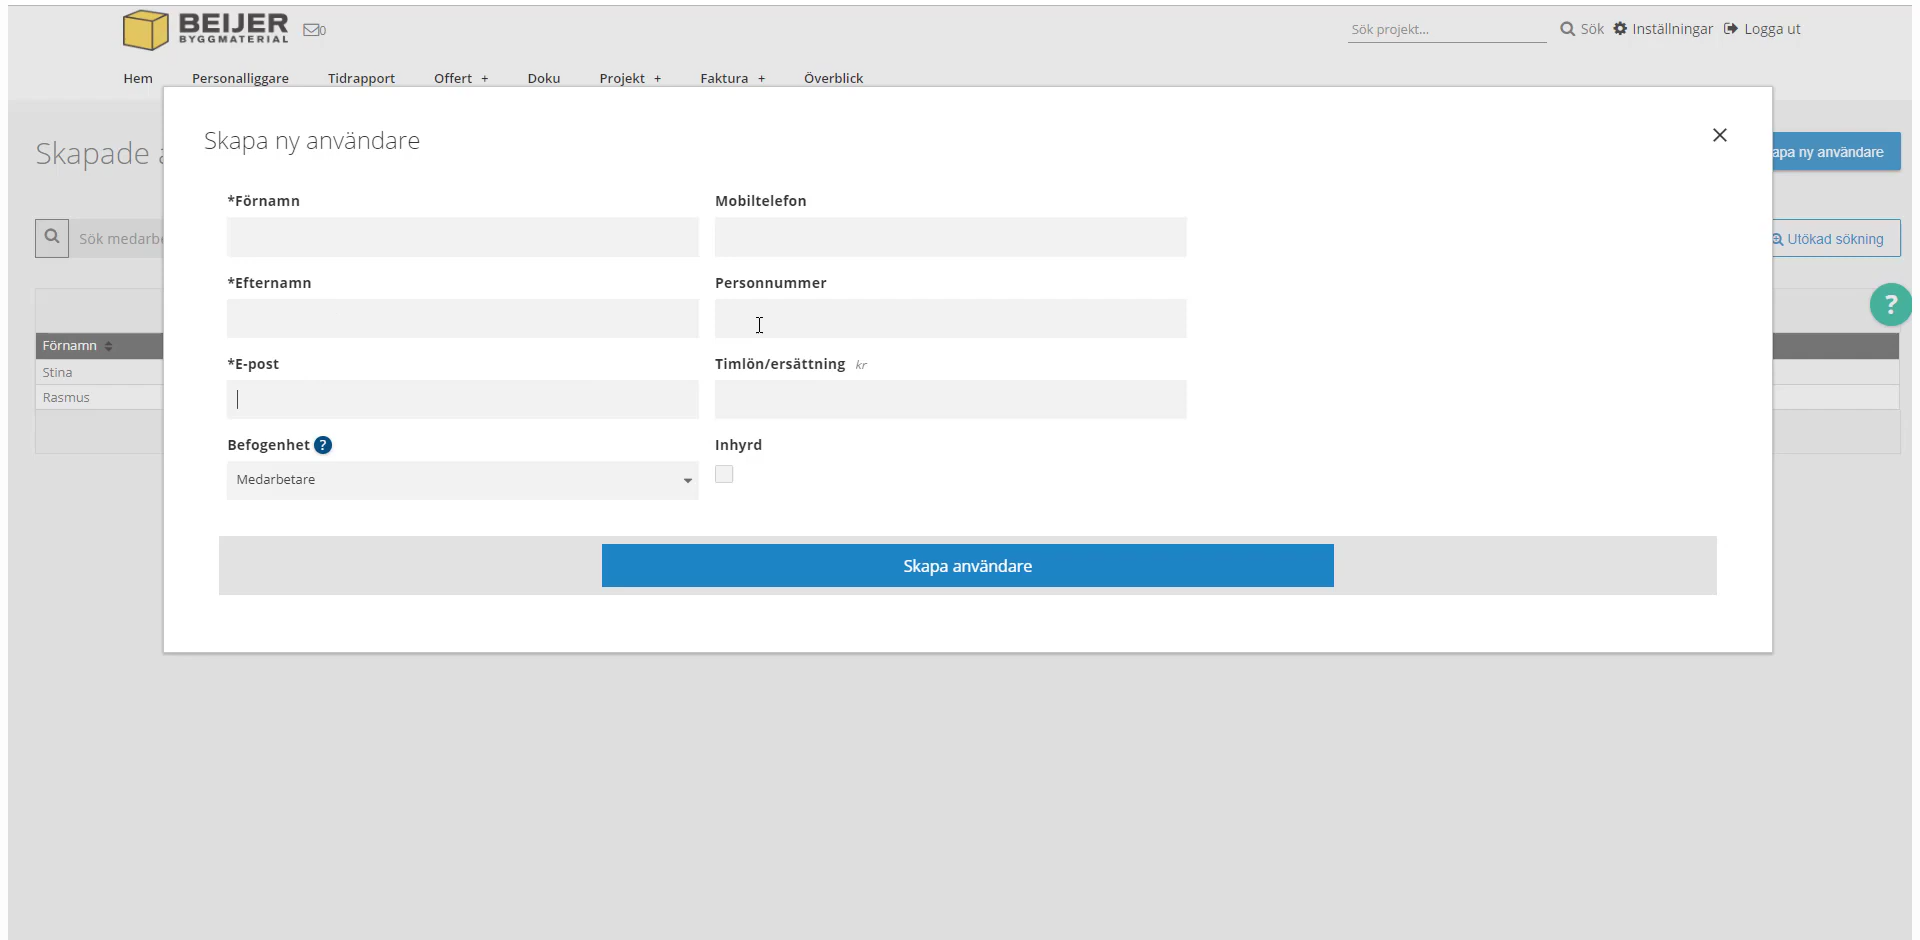 BEIJER
BYGGMATERIAL
0
Sök projekt...
Sök
Inställningar
Logga ut
Hem
Personalliggare
Tidrapport
Offert +
Doku
Projekt +
Faktura +
Överblick
Skapade
apa ny användare
Skapa ny användare
*Förnamn
Mobiltelefon
Sök
Utökad sökning
*Efternamn
Personnummer
?
Förnamn
Stina
Rasmus
*E-post
Timlön/ersättning kr
Befogenhet ?
Inhyrd
Medarbetare
Skapa användare